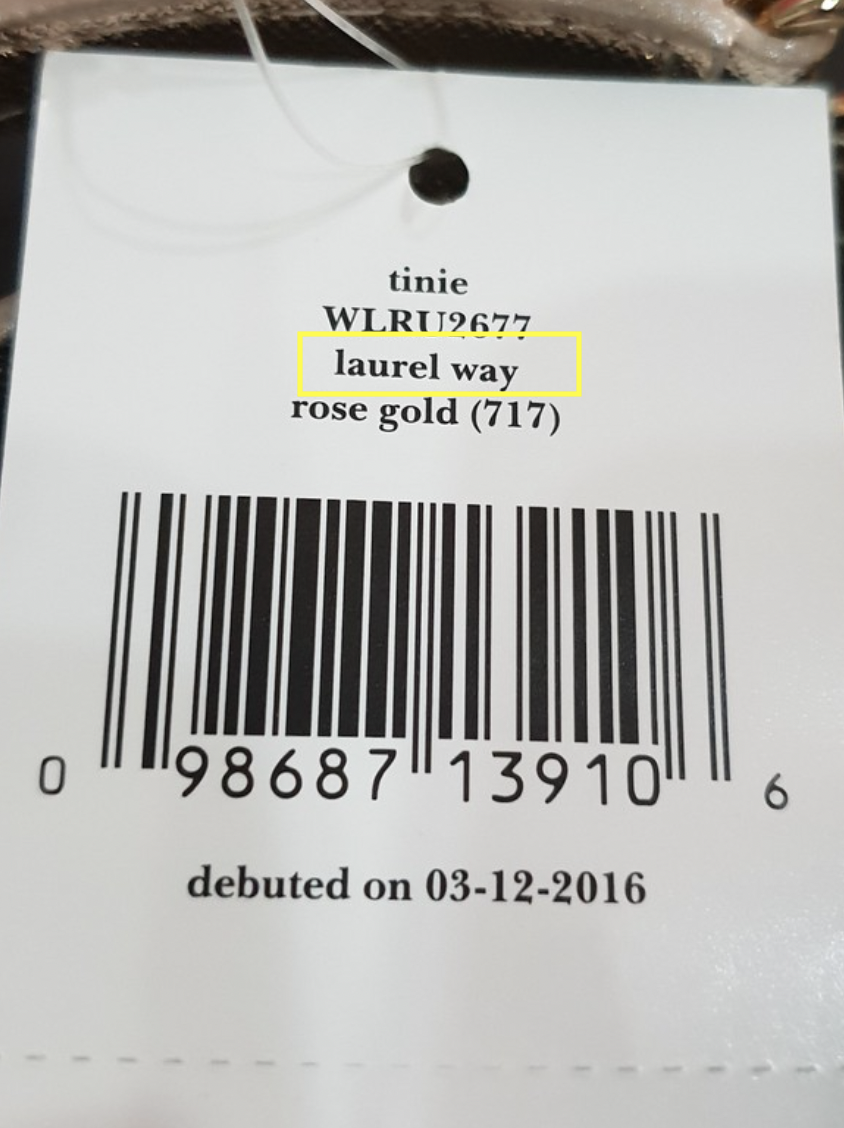 tinie
WLRU2677
laurel way
rose gold (717)
0 98687 13910 6
debuted on 03-12-2016